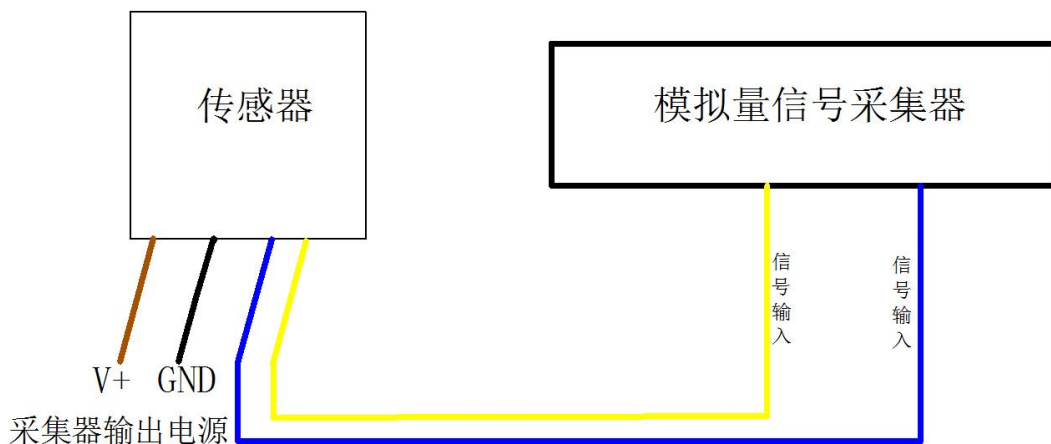 传感器
模拟量信号采集器
信号输入
信号输入
V+ GND
采集器输出电源